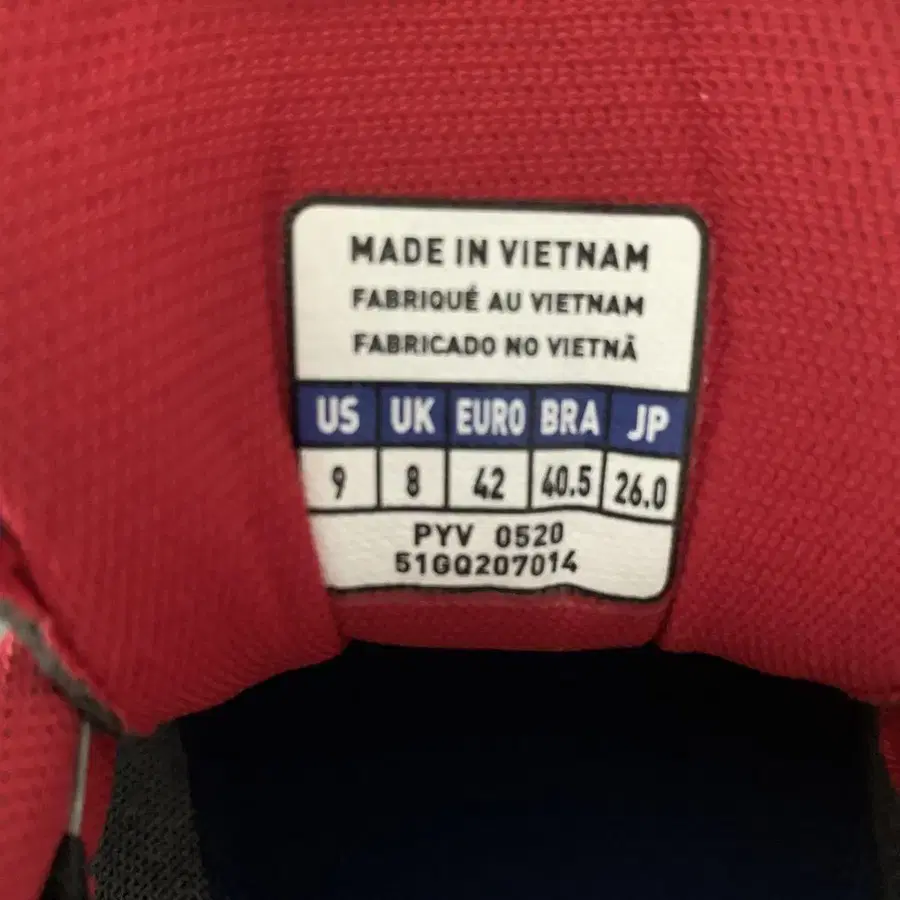 MADE IN VIETNAM
FABRIQUÉ AU VIETNAM
FABRICADO NO VIETNÃ
US UK EURO BRA JP
9 8 42 40.5 26.0
PYV 0520
51GQ207014